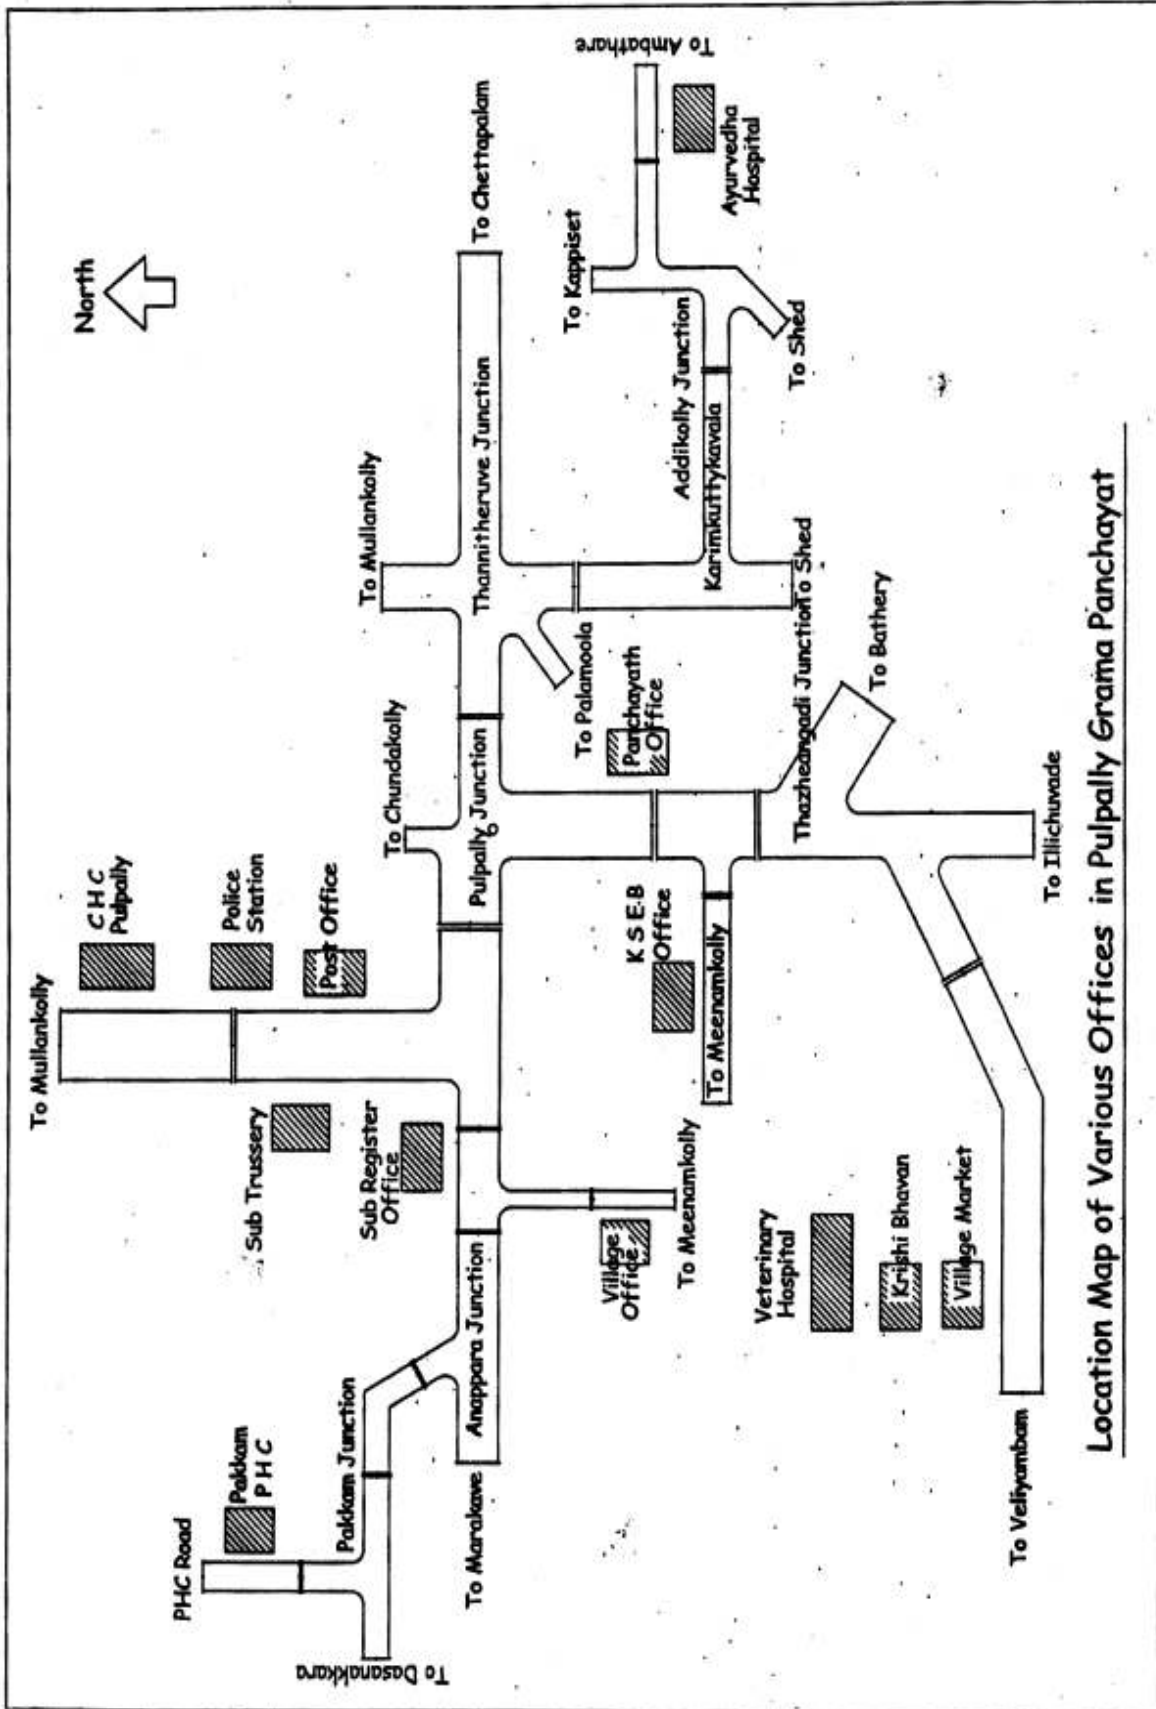 North
To Mullankolly
CHC
Pulpally
Police
Station
Post Office
Sub Trussery
Sub Register
Office
PHC Road
Pakkam
PHC
Pakkam Junction
To Dasanakkara
To Marakave
Anappara Junction
To Chundakolly
Pulpally Junction
To Mullankolly
Thannitheruve Junction
To Chettapalam
To Palamoola
Panchayath
Office
To Kappiset
To Ambathare
Ayurvedha
Hospital
Addikolly Junction
Karimkuttykavala
To Shed
To Shed
Village
Office
To Meenamkolly
K S E B
Office
To Meenamkolly
Thazheangadi Junction
To Bathery
To Illichuvade
Veterinary
Hospital
Krishi Bhavan
Village Market
To Veliyambam
Location Map of Various Offices in Pulpally Grama Panchayat